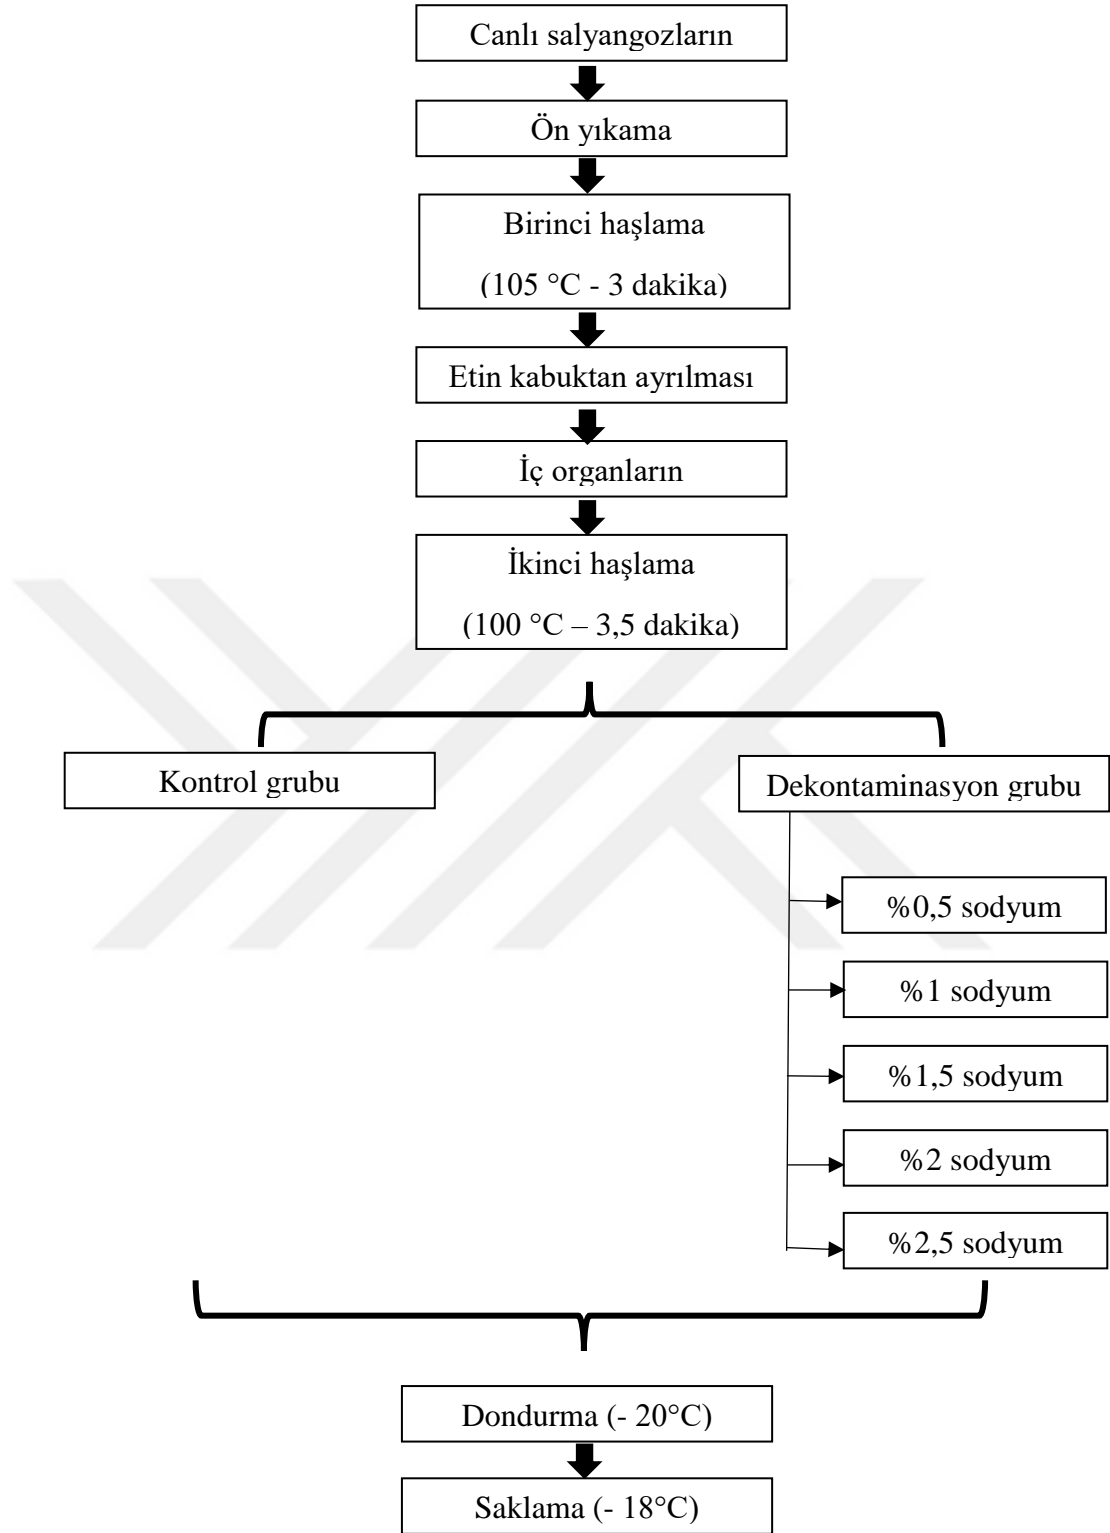 Canlı salyangozların
Ön yıkama
Birinci haşlama
(105 °C - 3 dakika)
Etin kabuktan ayrılması
İç organların
İkinci haşlama
(100 °C – 3,5 dakika)
Kontrol grubu
Dekontaminasyon grubu
%0,5 sodyum
%1 sodyum
%1,5 sodyum
%2 sodyum
%2,5 sodyum
Dondurma (- 20°C)
Saklama (- 18°C)